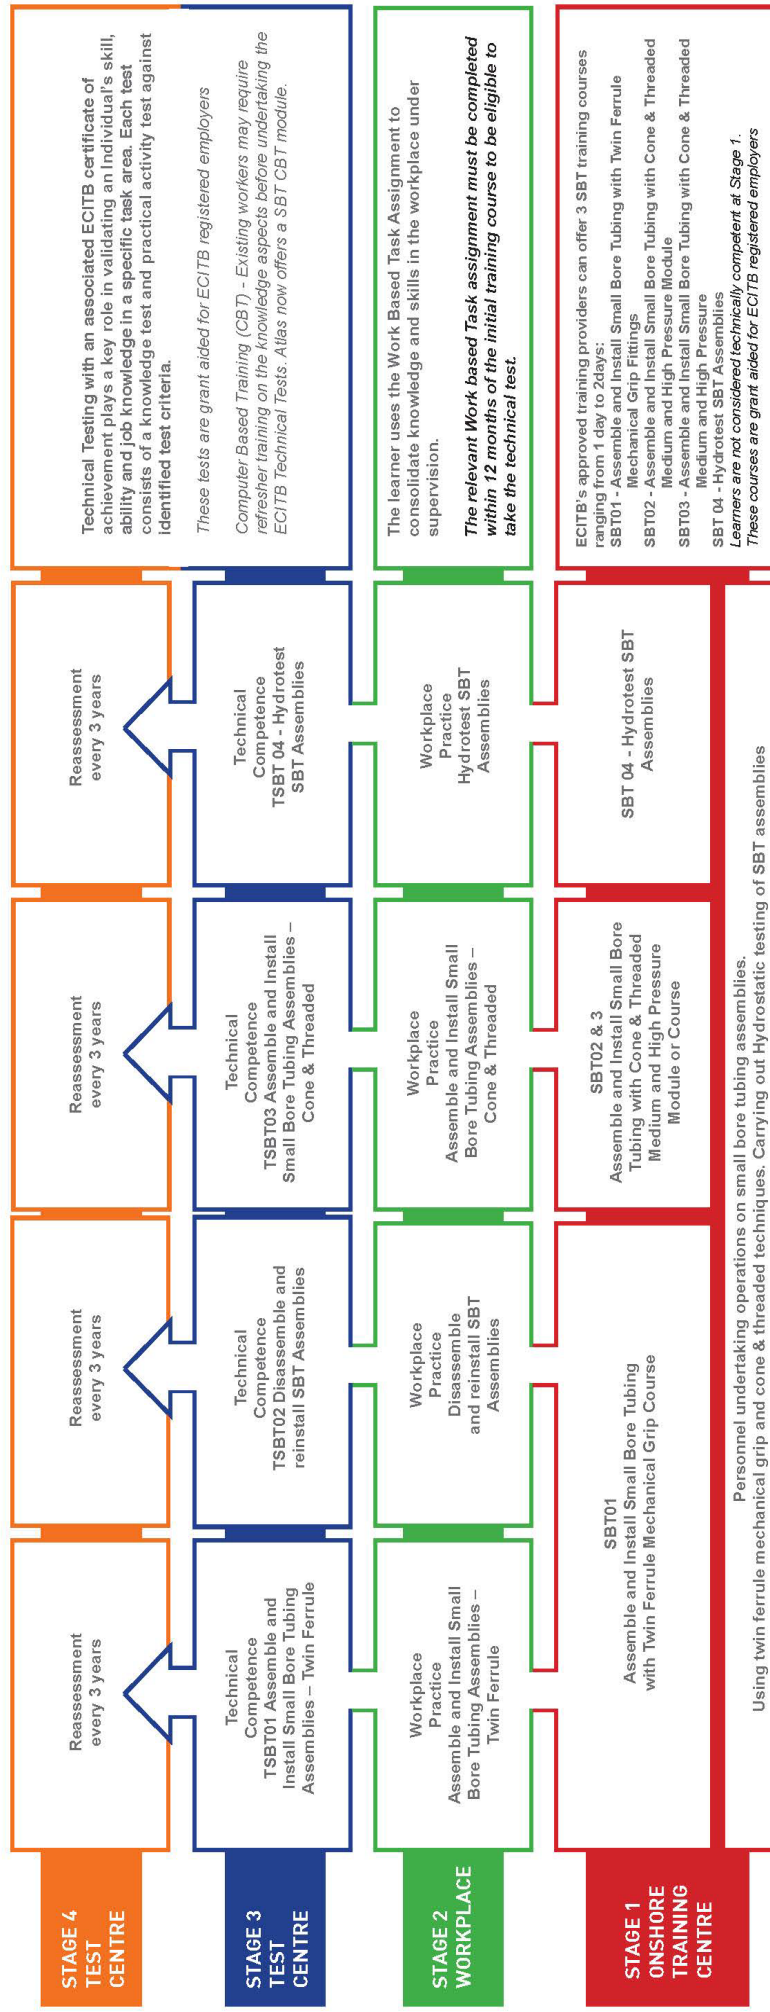 STAGE 4
TEST
CENTRE
Reassessment
every 3 years
Reassessment
every 3 years
Reassessment
every 3 years
Reassessment
every 3 years
Technical Testing with an associated ECITB certificate of
achievement plays a key role in validating an Individual's skill,
ability and job knowledge in a specific task area. Each test
consists of a knowledge test and practical activity test against
identified test criteria.
These tests are grant aided for ECITB registered employers
Computer Based Training (CBT) - Existing workers may require
refresher training on the knowledge aspects before undertaking the
ECITB Technical Tests. Atlas now offers a SBT CBT module.
STAGE 3
TEST
CENTRE
Technical
Competence
TSBT01 Assemble and
Install Small Bore Tubing
Assemblies – Twin Ferrule
Technical
Competence
TSBT02 Disassemble and
reinstall SBT Assemblies
Technical
Competence
TSBT03 Assemble and Install
Small Bore Tubing Assemblies –
Cone & Threaded
Technical
Competence
TSBT 04 - Hydrotest
SBT Assemblies
STAGE 2
WORKPLACE
Workplace
Practice
Assemble and Install Small
Bore Tubing Assemblies –
Twin Ferrule
Workplace
Practice
Disassemble
and reinstall SBT
Assemblies
Workplace
Practice
Assemble and Install Small
Bore Tubing Assemblies –
Cone & Threaded
Workplace
Practice
Hydrotest SBT
Assemblies
The learner uses the Work Based Task Assignment to
consolidate knowledge and skills in the workplace under
supervision.
The relevant Work based Task assignment must be completed
within 12 months of the initial training course to be eligible to
take the technical test.
STAGE 1
ONSHORE
TRAINING
CENTRE
SBT01
Assemble and Install Small Bore Tubing
with Twin Ferrule Mechanical Grip Course
SBT02 & 3
Assemble and Install Small Bore
Tubing with Cone & Threaded
Medium and High Pressure
Module or Course
SBT 04 - Hydrotest SBT
Assemblies
ECITB's approved training providers can offer 3 SBT training courses
ranging from 1 day to 2days:
SBT01 - Assemble and Install Small Bore Tubing with Twin Ferrule
Mechanical Grip Fittings
SBT02 - Assemble and Install Small Bore Tubing with Cone & Threaded
Medium and High Pressure Module
SBT03 - Assemble and Install Small Bore Tubing with Cone & Threaded
Medium and High Pressure
SBT 04 - Hydrotest SBT Assemblies
Learners are not considered technically competent at Stage 1.
These courses are grant aided for ECITB registered employers
Personnel undertaking operations on small bore tubing assemblies.
Using twin ferrule mechanical grip and cone & threaded techniques. Carrying out Hydrostatic testing of SBT assemblies